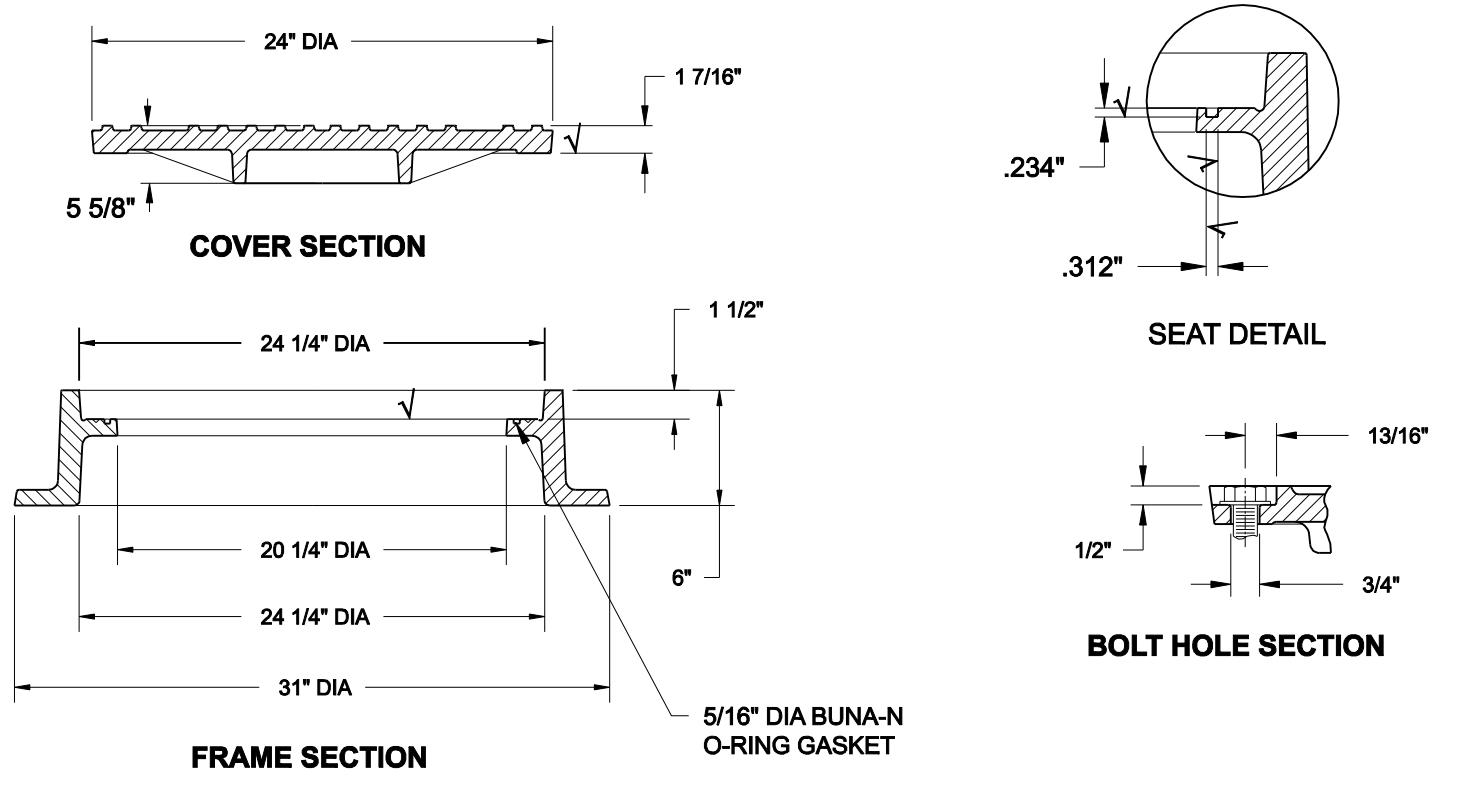 24" DIA
1 7/16"
√
5 5/8"
COVER SECTION
√
.234"
√
√
.312"
SEAT DETAIL
1 1/2"
24 1/4" DIA
√
20 1/4" DIA
6"
24 1/4" DIA
31" DIA
5/16" DIA BUNA-N
O-RING GASKET
FRAME SECTION
13/16"
1/2"
3/4"
BOLT HOLE SECTION